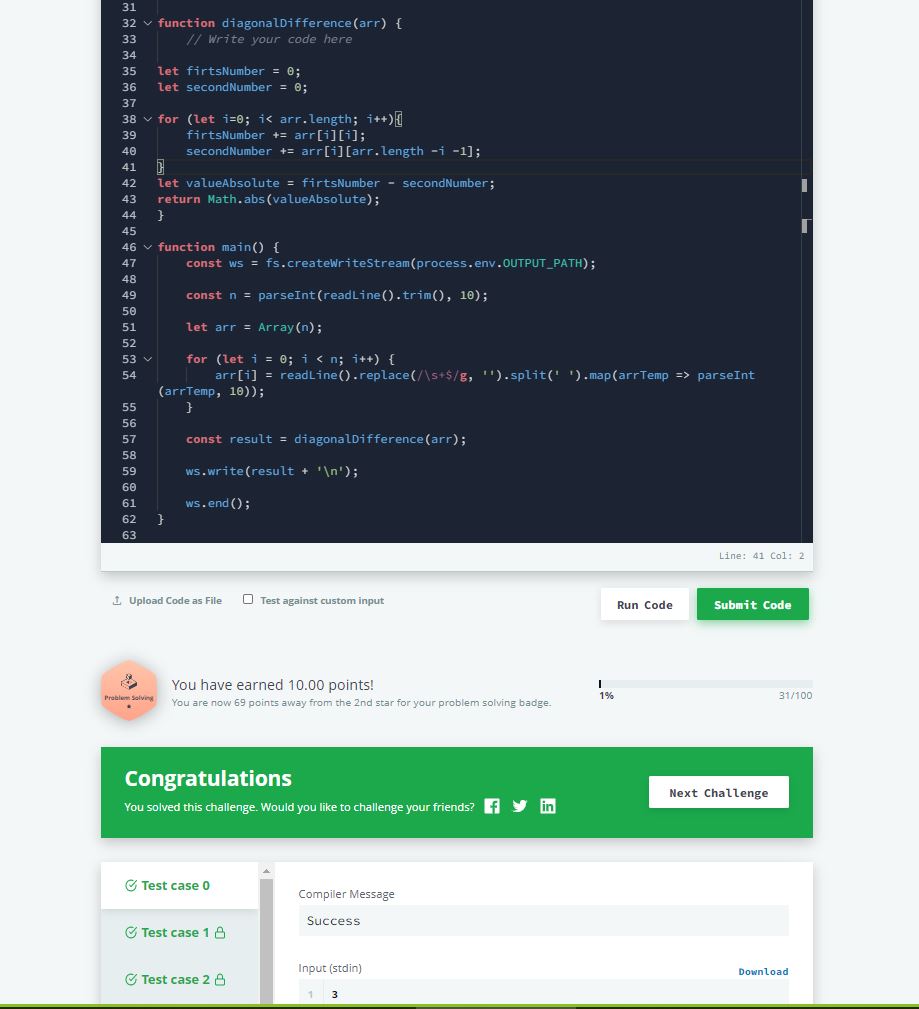 31
32 function diagonalDifference(arr) {
33 // Write your code here
34
35 let firtsNumber = 0;
36 let secondNumber = 0;
37
38 for (let i=0; i< arr.length; i++){
39 firtsNumber += arr[i][i];
40 secondNumber += arr[i][arr.length -i -1];
41 }
42 let valueAbsolute = firtsNumber - secondNumber;
43 return Math.abs(valueAbsolute);
44 }
45
46 function main() {
47 const ws = fs.createWriteStream(process.env.OUTPUT_PATH);
48
49 const n = parseInt(readLine().trim(), 10);
50
51 let arr = Array(n);
52
53 for (let i = 0; i < n; i++) {
54 arr[i] = readLine().replace(/\s+$/g, '').split(' ').map(arrTemp => parseInt
(arrTemp, 10));
55 }
56
57 const result = diagonalDifference(arr);
58
59 ws.write(result + '\n');
60
61 ws.end();
62 }
63
Line: 41 Col: 2
Upload Code as File Test against custom input Run Code Submit Code
Problem Solving
You have earned 10.00 points!
You are now 69 points away from the 2nd star for your problem solving badge.
1% 31/100
Congratulations
You solved this challenge. Would you like to challenge your friends?
Next Challenge
Test case 0
Test case 1
Test case 2
Compiler Message
Success
Input (stdin) Download
1 3